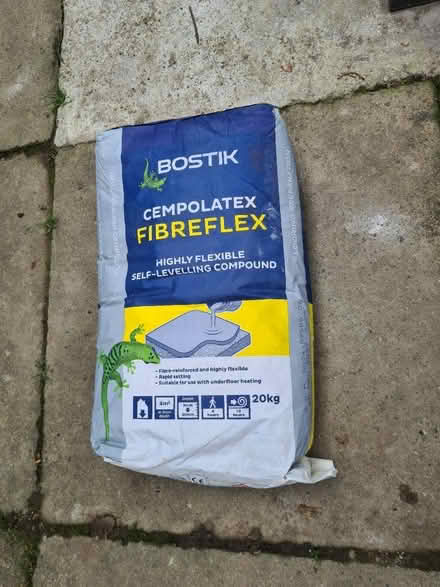 BOSTIK
CEMPOLATEX
FIBREFLEX
HIGHLY FLEXIBLE
SELF-LEVELLING COMPOUND
• Fibre-reinforced and highly flexible
• Rapid setting
• Suitable for use with underfloor heating
20kg